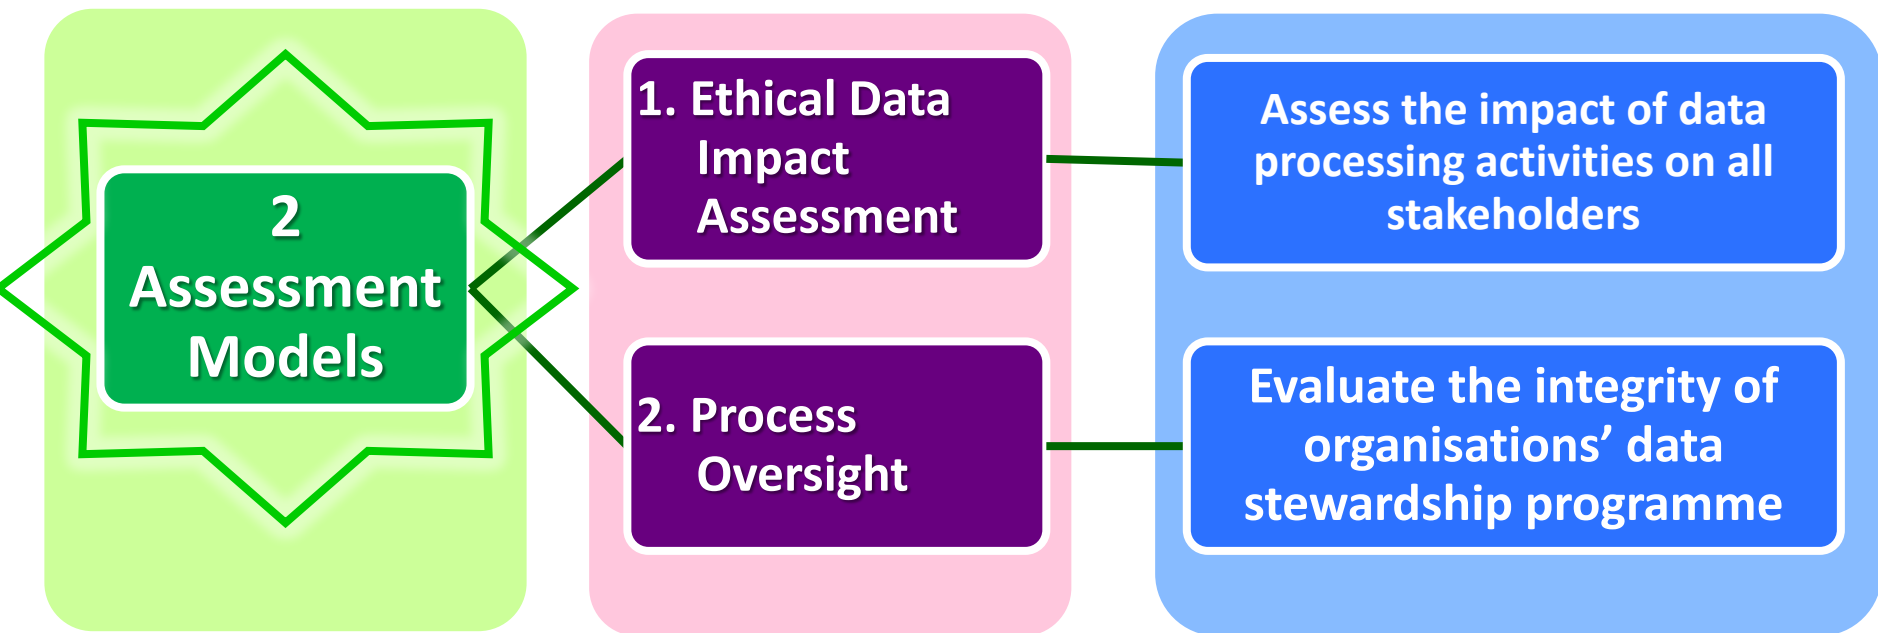 2
Assessment
Models
1. Ethical Data
Impact
Assessment
2. Process
Oversight
Assess the impact of data
processing activities on all
stakeholders
Evaluate the integrity of
organisations’ data
stewardship programme